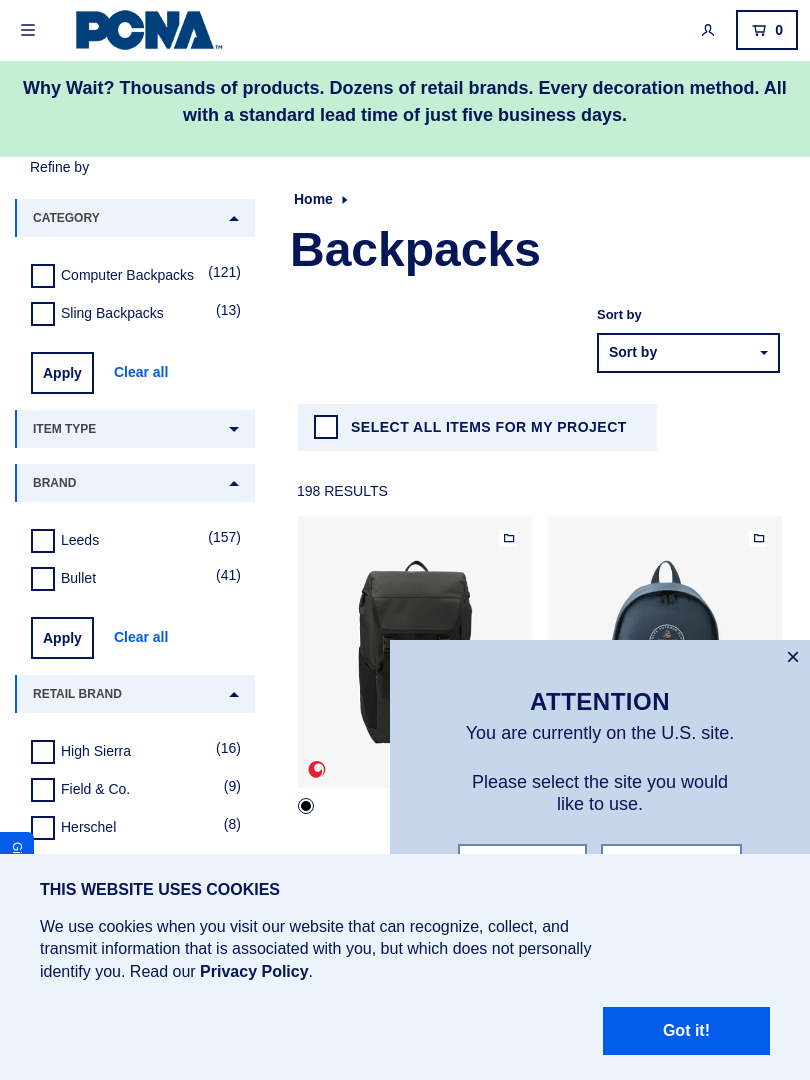 PCNA™
0
Why Wait? Thousands of products. Dozens of retail brands. Every decoration method. All
with a standard lead time of just five business days.
Refine by
Home
CATEGORY
Backpacks
Computer Backpacks (121)
Sling Backpacks (13)
Sort by
Sort by
Apply Clear all
ITEM TYPE
SELECT ALL ITEMS FOR MY PROJECT
BRAND
198 RESULTS
Leeds (157)
Bullet (41)
Apply Clear all
RETAIL BRAND
High Sierra (16)
Field & Co. (9)
Herschel (8)
ATTENTION
You are currently on the U.S. site.
Please select the site you would
like to use.
THIS WEBSITE USES COOKIES
We use cookies when you visit our website that can recognize, collect, and
transmit information that is associated with you, but which does not personally
identify you. Read our Privacy Policy.
Got it!